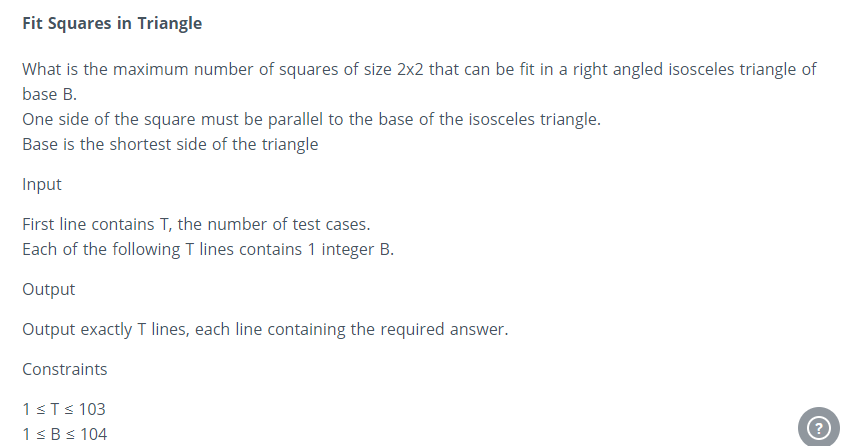 Fit Squares in Triangle
What is the maximum number of squares of size 2x2 that can be fit in a right angled isosceles triangle of
base B.
One side of the square must be parallel to the base of the isosceles triangle.
Base is the shortest side of the triangle
Input
First line contains T, the number of test cases.
Each of the following T lines contains 1 integer B.
Output
Output exactly T lines, each line containing the required answer.
Constraints
1 ≤ T ≤ 103
1 ≤ B ≤ 104
?